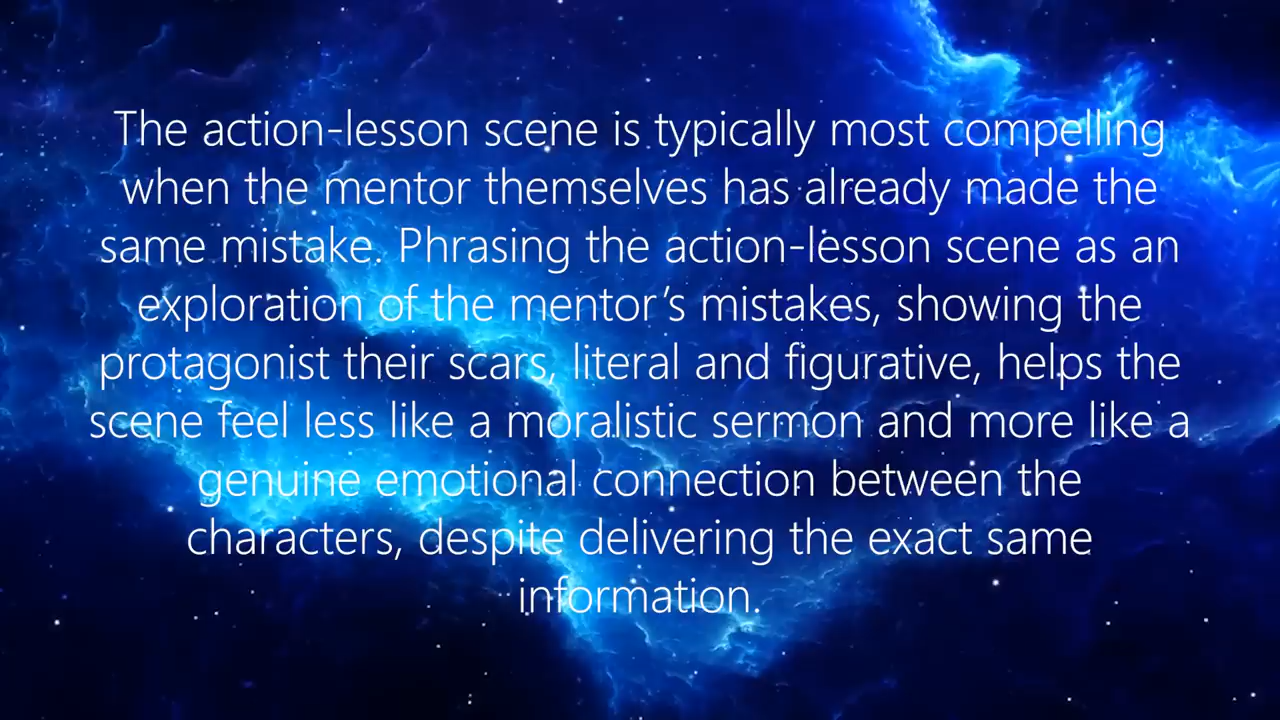 The action-lesson scene is typically most compelling
when the mentor themselves has already made the
same mistake. Phrasing the action-lesson scene as an
exploration of the mentor’s mistakes, showing the
protagonist their scars, literal and figurative, helps the
scene feel less like a moralistic sermon and more like a
genuine emotional connection between the
characters, despite delivering the exact same
information.